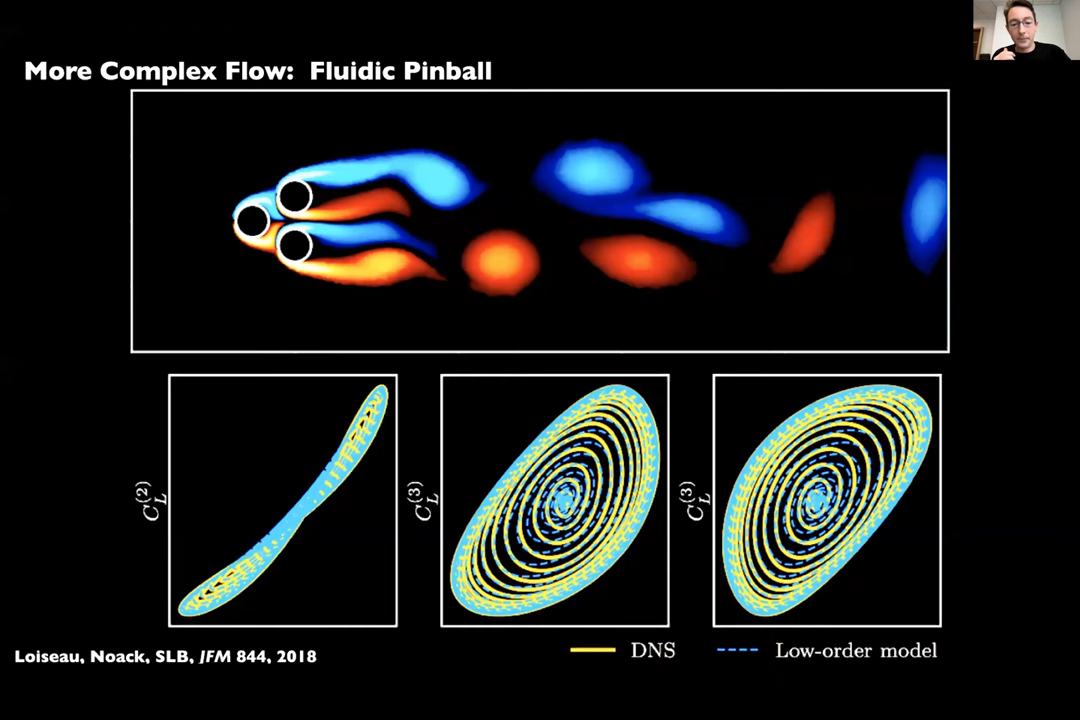 More Complex Flow: Fluidic Pinball
C_L^(2)
C_L^(3)
C_L^(3)
DNS
Low-order model
Loiseau, Noack, SLB, JFM 844, 2018